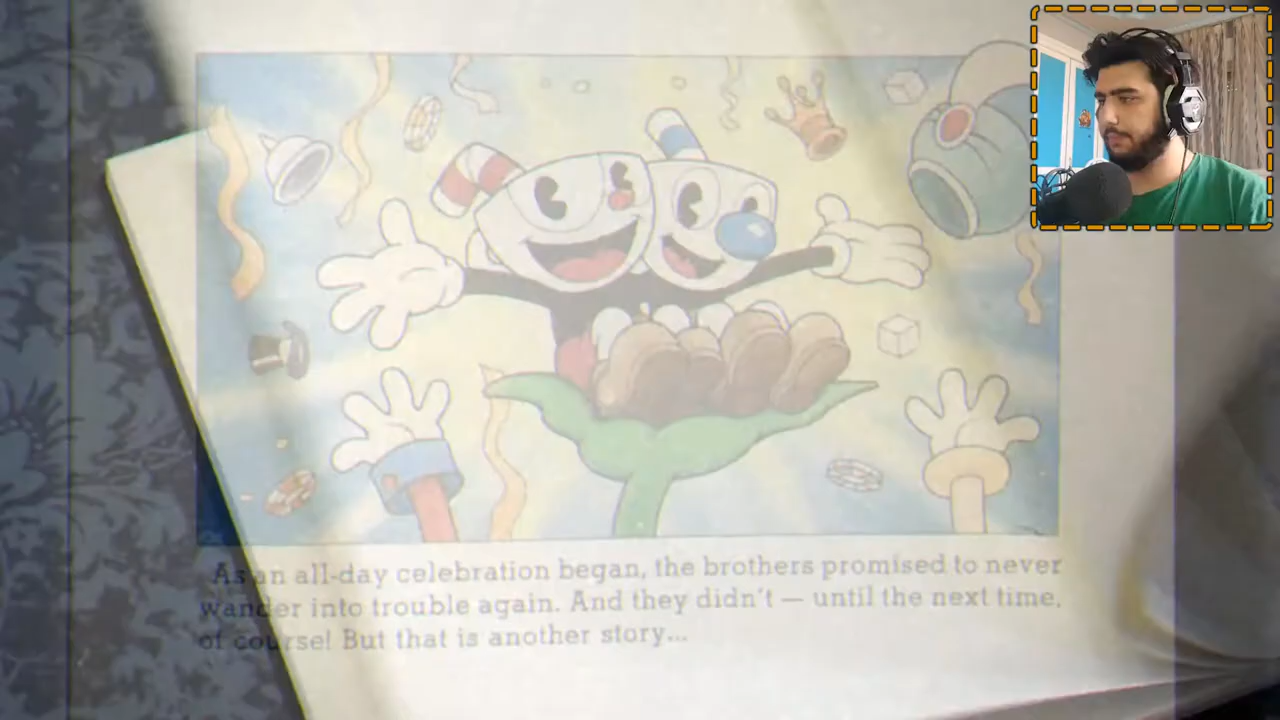 As an all-day celebration began, the brothers promised to never
wander into trouble again. And they didn't — until the next time,
of course! But that is another story...